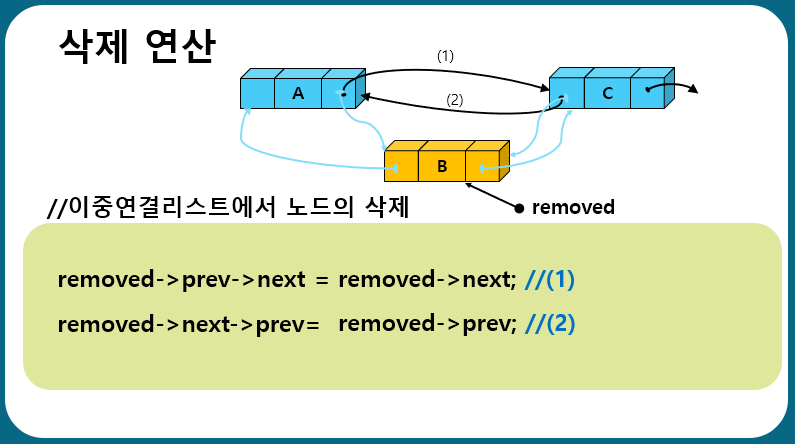 삭제 연산
(1)
A
C
(2)
B
removed
//이중연결리스트에서 노드의 삭제
removed->prev->next = removed->next; //(1)
removed->next->prev= removed->prev; //(2)